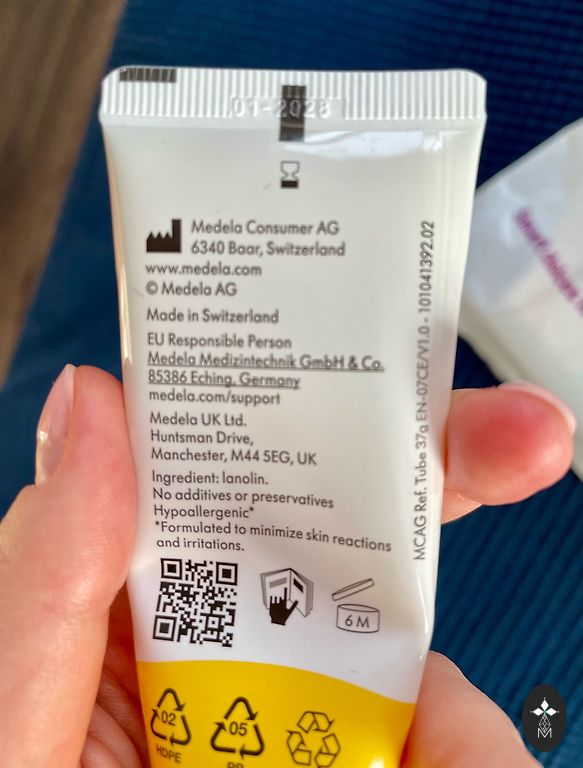 07-2028
Medela Consumer AG
6340 Baar, Switzerland
www.medela.com
© Medela AG
Made in Switzerland
EU Responsible Person
Medela Medizintechnik GmbH & Co.
85386 Eching, Germany
medela.com/support
Medela UK Ltd.
Huntsman Drive,
Manchester, M44 5EG, UK
Ingredient: lanolin.
No additives or preservatives
Hypoallergenic*
*Formulated to minimize skin reactions
and irritations.
MCAG Ref. Tube 37g EN-07CE/V1.0 - 101041392.02
6 M
02
HDPE
05
PP
M